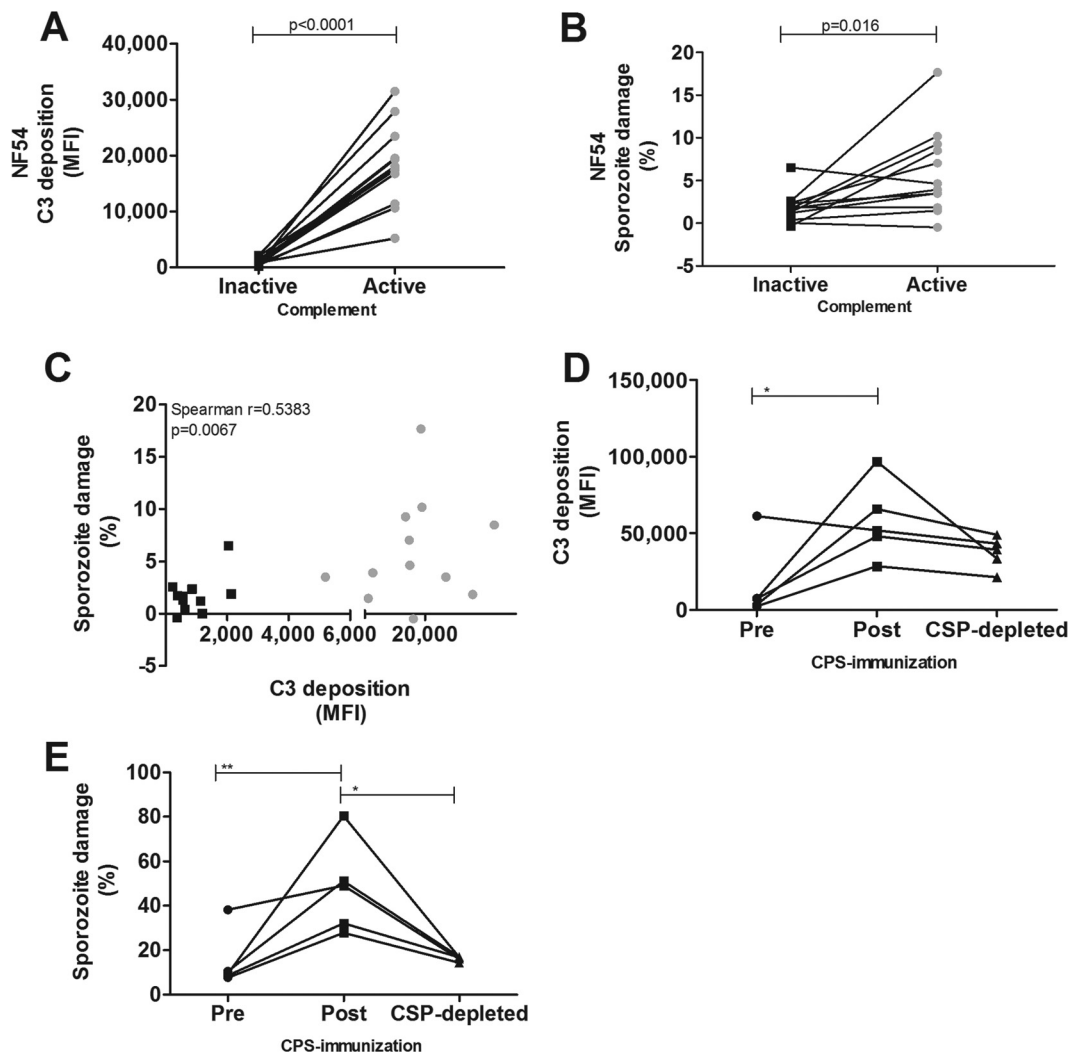 A
p<0.0001
NF54
C3 deposition
(MFI)
40,000
30,000
20,000
10,000
0
Inactive Active
Complement
B
p=0.016
NF54
Sporozoite damage
(%)
20
15
10
5
0
-5
Inactive Active
Complement
C
Spearman r=0.5383
p=0.0067
Sporozoite damage
(%)
20
15
10
5
0
-5
2,000 4,000 6,000 20,000
C3 deposition
(MFI)
D
*
C3 deposition
(MFI)
150,000
100,000
50,000
0
Pre Post CSP-depleted
CPS-immunization
E
**
*
Sporozoite damage
(%)
100
80
60
40
20
0
Pre Post CSP-depleted
CPS-immunization